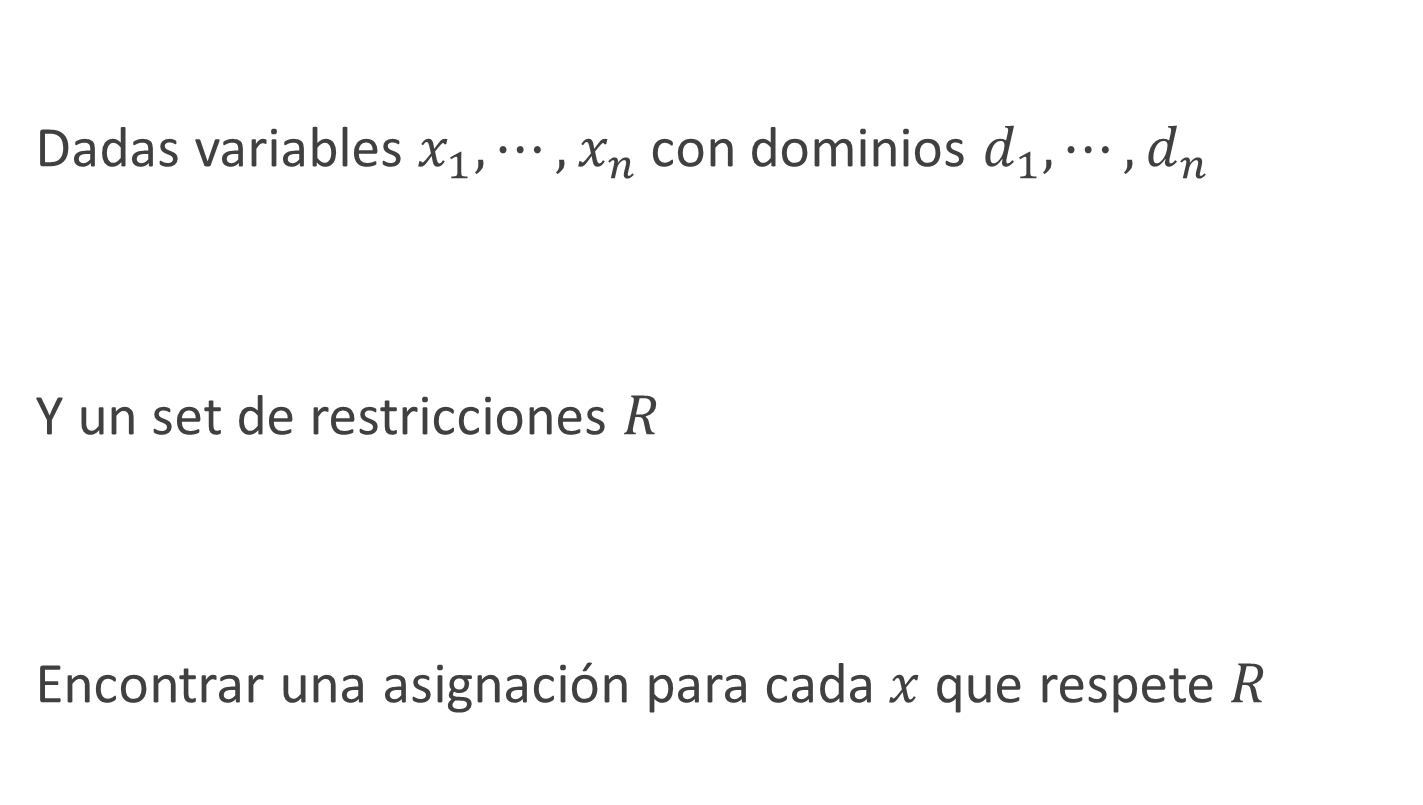 Dadas variables x₁, ⋯ , xₙ con dominios d₁, ⋯ , dₙ
Y un set de restricciones R
Encontrar una asignación para cada x que respete R